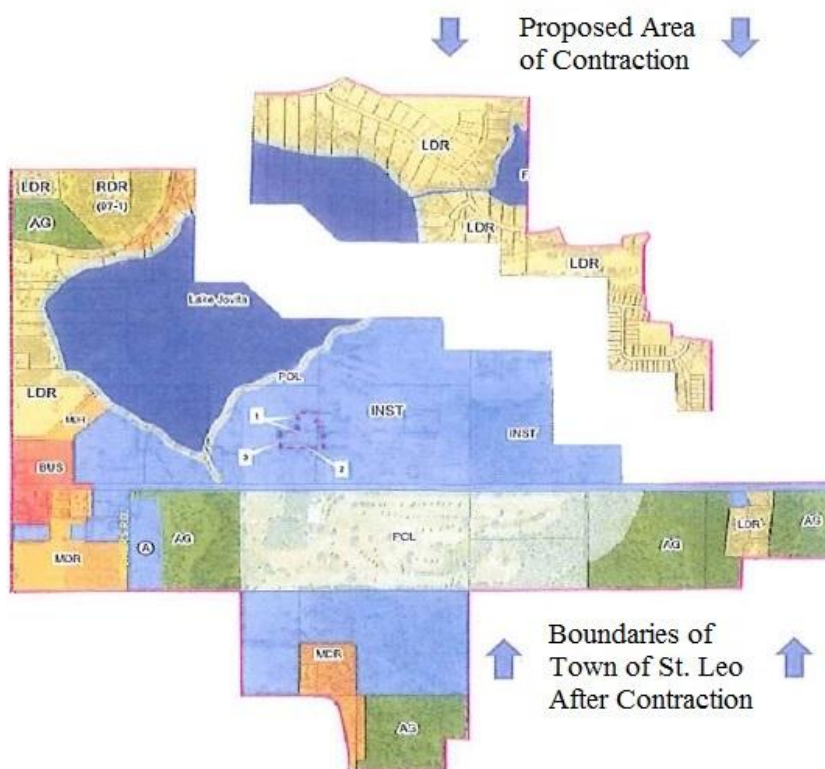 Proposed Area
of Contraction
LDR
F
LDR
RDR
(97-1)
AG
LDR
LDR
Lake Jovita
POL
LDR
MDR
INST
1
INST
3
2
BUS
AG
POL
AG
LDR
AG
A
MDR
Boundaries of
Town of St. Leo
After Contraction
MDR
AG